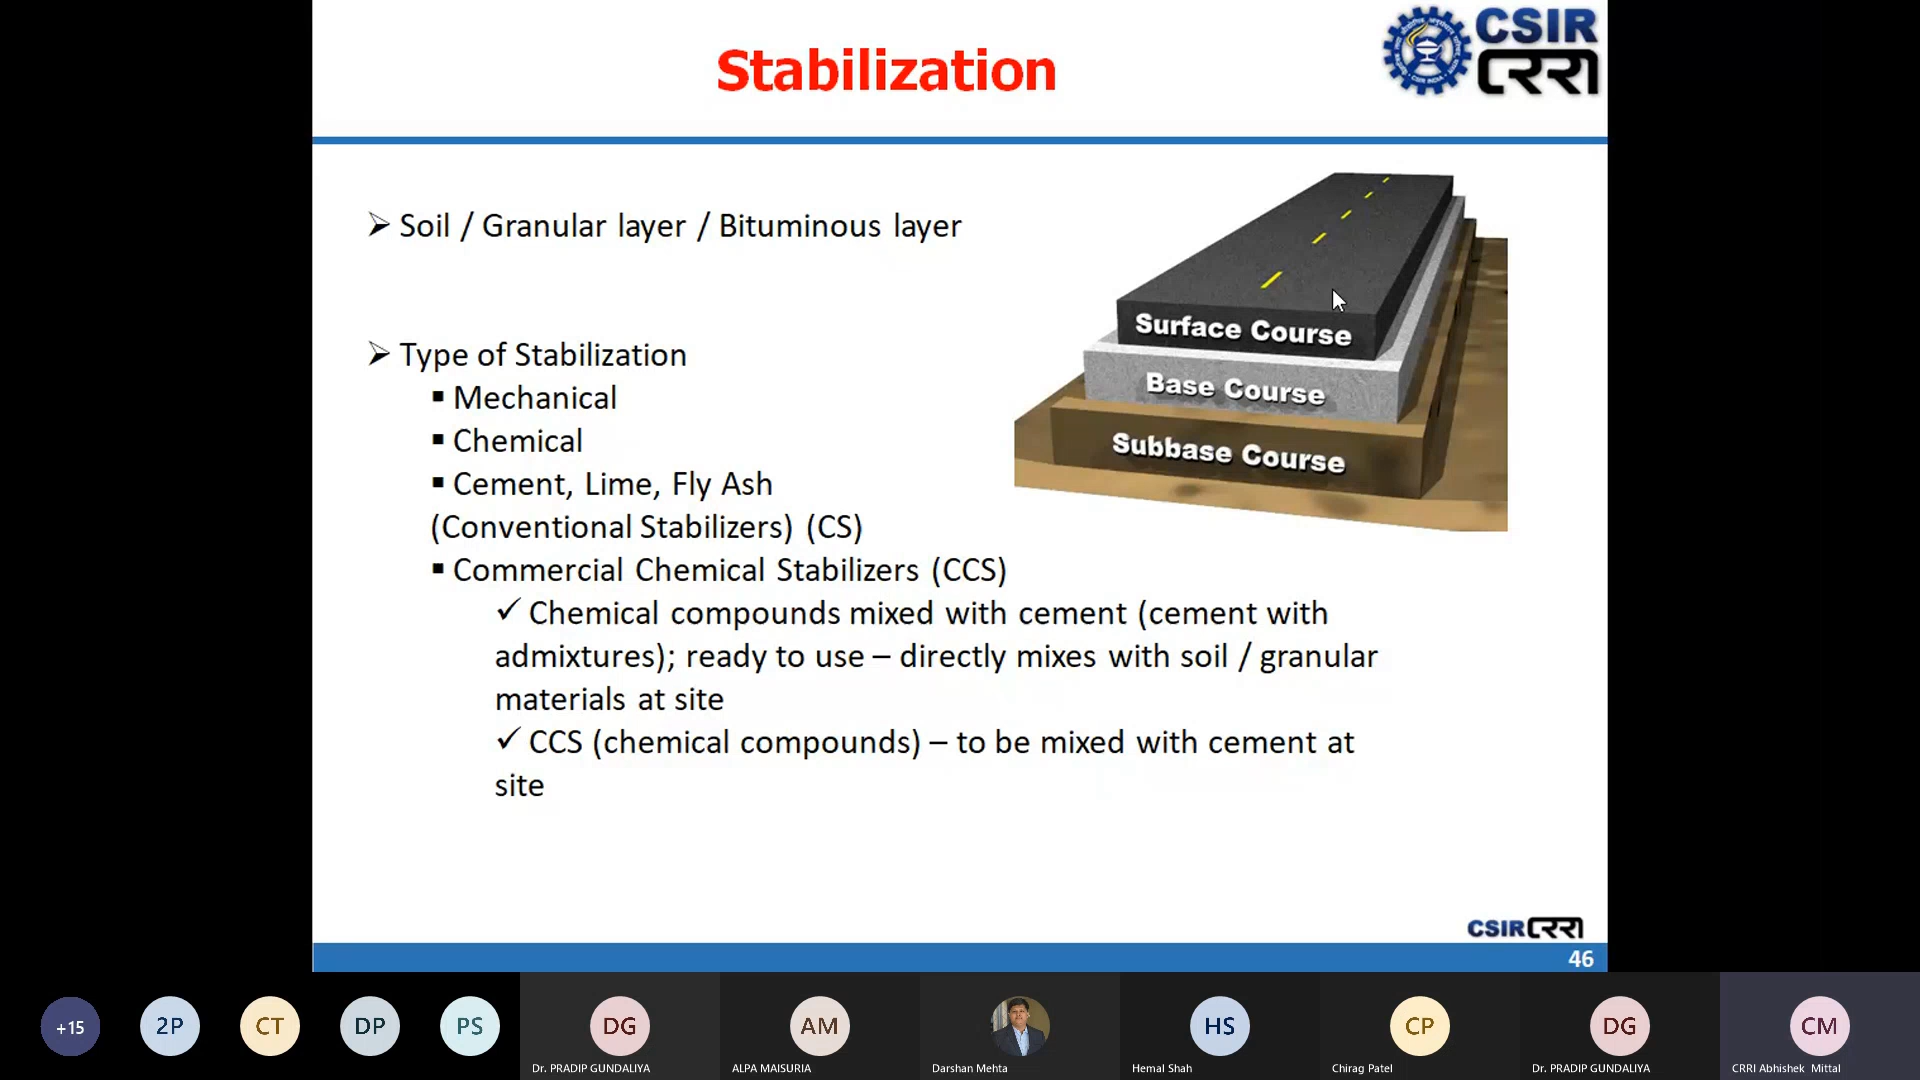 Stabilization
CSIR
CRRI
➢ Soil / Granular layer / Bituminous layer
➢ Type of Stabilization
▪ Mechanical
▪ Chemical
▪ Cement, Lime, Fly Ash
(Conventional Stabilizers) (CS)
▪ Commercial Chemical Stabilizers (CCS)
✓ Chemical compounds mixed with cement (cement with
admixtures); ready to use – directly mixes with soil / granular
materials at site
✓ CCS (chemical compounds) – to be mixed with cement at
site
Surface Course
Base Course
Subbase Course
CSIR CRRI
46
+15
2P
CT
DP
PS
DG
AM
HS
CP
DG
CM
Dr. PRADIP GUNDALIYA
ALPA MAISURIA
Darshan Mehta
Hemal Shah
Chirag Patel
Dr. PRADIP GUNDALIYA
CRRI Abhishek Mittal